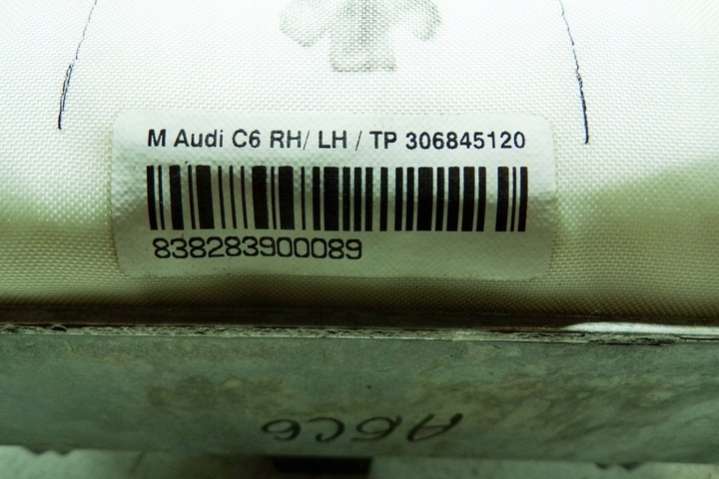 M Audi C6 RH/ LH / TP 306845120
838283900089
A6C6